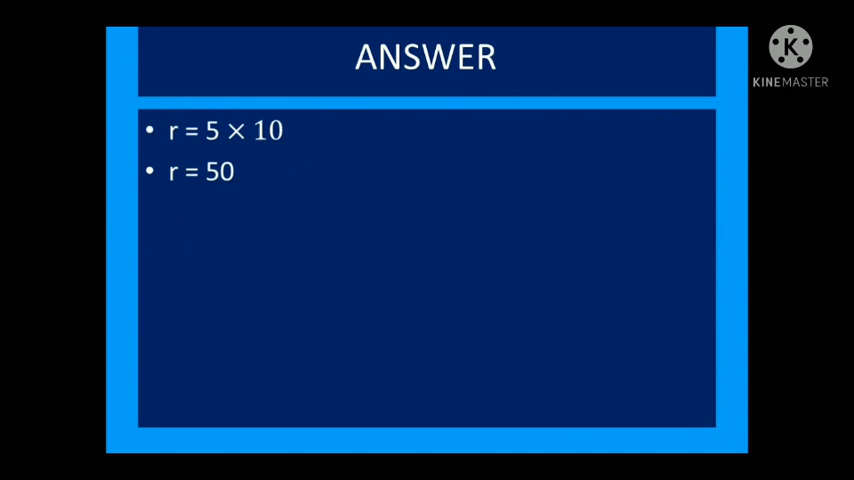 ANSWER
K
KINEMASTER
• r = 5 × 10
• r = 50